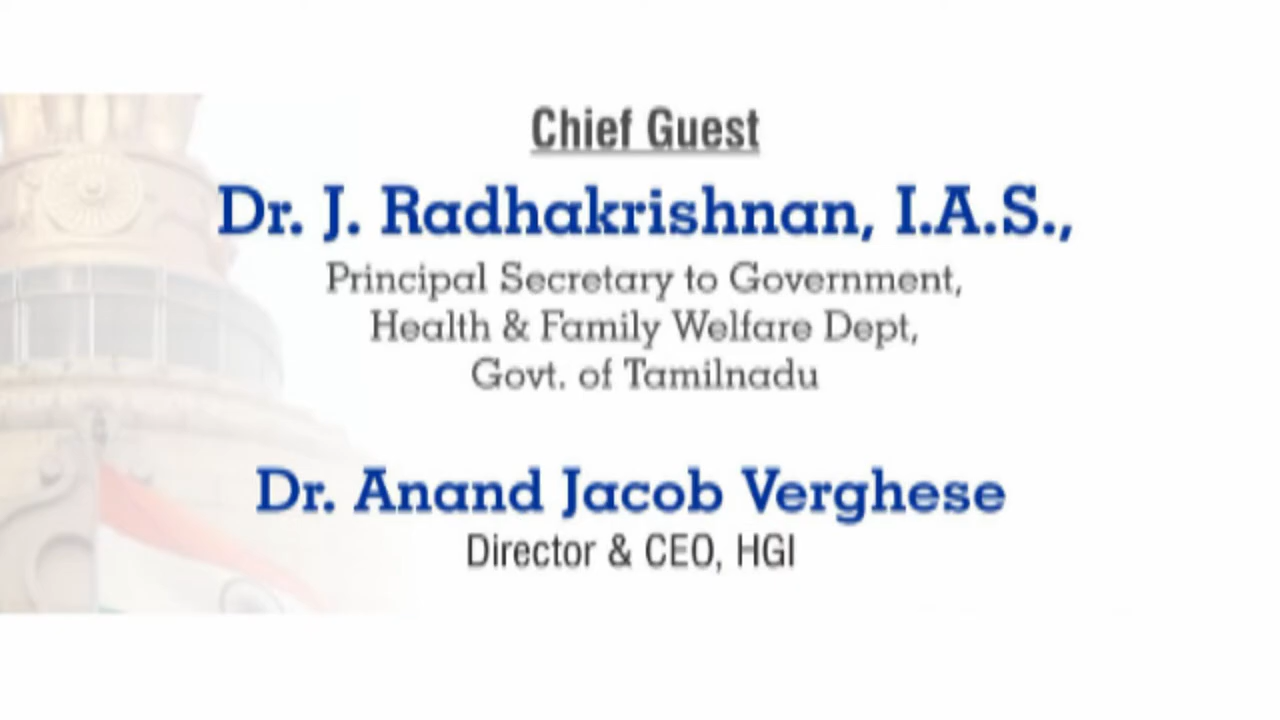 Chief Guest
Dr. J. Radhakrishnan, I.A.S.,
Principal Secretary to Government,
Health & Family Welfare Dept,
Govt. of Tamilnadu
Dr. Anand Jacob Verghese
Director & CEO, HGI